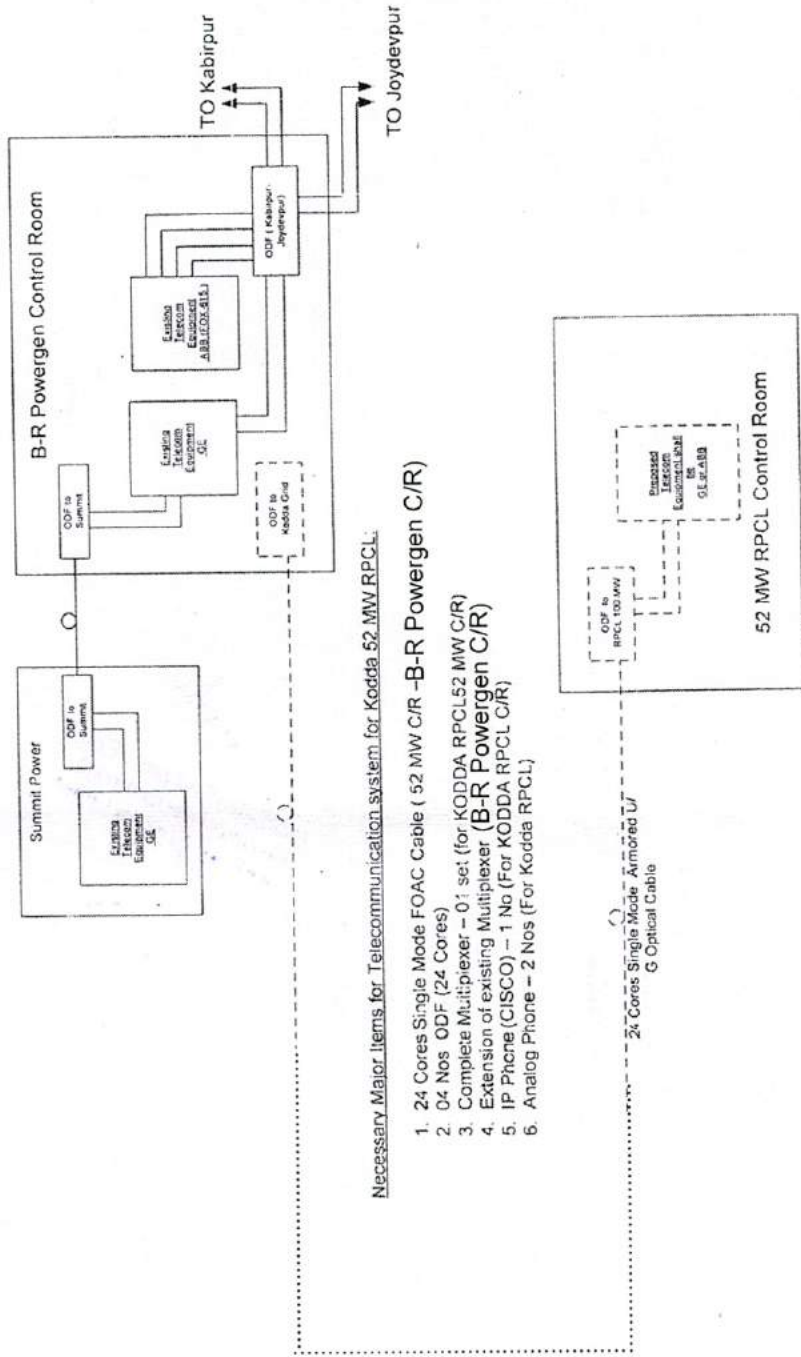 Summit Power
Existing
Telecom
Equipment
GE
ODF to
Summit
B-R Powergen Control Room
ODF to
Summit
Existing
Telecom
Equipment
GE
Existing
Telecom
Equipment
ABB (FOX-615)
ODF to
Kodda Grid
ODF ( Kabirpur-
Joydevpur)
TO Kabirpur
TO Joydevpur
Necessary Major Items for Telecommunication system for Kodda 52 MW RPCL:
1. 24 Cores Single Mode FOAC Cable ( 52 MW C/R -B-R Powergen C/R)
2. 04 Nos ODF (24 Cores)
3. Complete Multiplexer – 01 set (for KODDA RPCL52 MW C/R)
4. Extension of existing Multiplexer (B-R Powergen C/R)
5. IP Phone (CISCO) – 1 No (For KODDA RPCL C/R)
6. Analog Phone – 2 Nos (For Kodda RPCL)
24 Cores Single Mode Armored U/
G Optical Cable
ODF to
RPCL 100 MW
Proposed
Telecom
Equipment shall
be
GE or ABB
52 MW RPCL Control Room